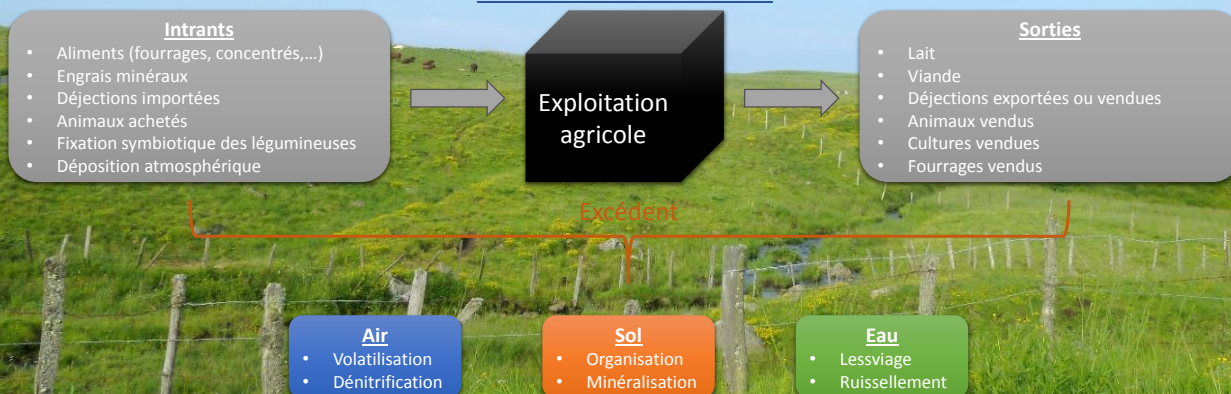 Intrants
• Aliments (fourrages, concentrés,…)
• Engrais minéraux
• Déjections importées
• Animaux achetés
• Fixation symbiotique des légumineuses
• Déposition atmosphérique
Exploitation
agricole
Sorties
• Lait
• Viande
• Déjections exportées ou vendues
• Animaux vendus
• Cultures vendues
• Fourrages vendus
Excédent
Air
• Volatilisation
• Dénitrification
Sol
• Organisation
• Minéralisation
Eau
• Lessviage
• Ruissellement